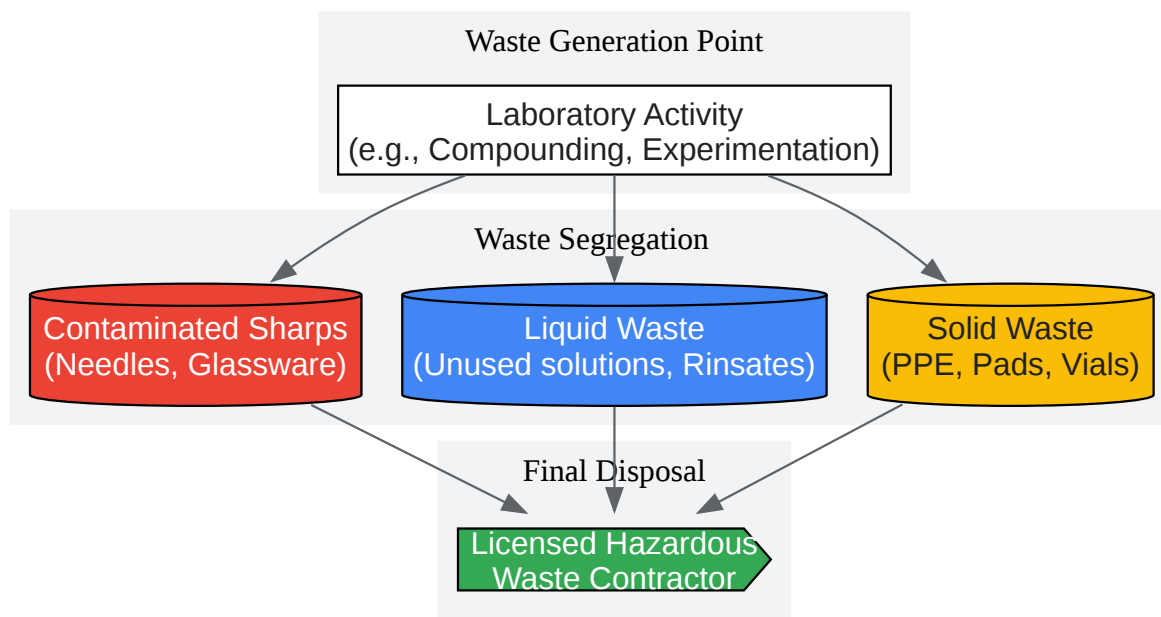 Waste Generation Point
Laboratory Activity
(e.g., Compounding, Experimentation)
Waste Segregation
Contaminated Sharps
(Needles, Glassware)
Liquid Waste
(Unused solutions, Rinsates)
Solid Waste
(PPE, Pads, Vials)
Final Disposal
Licensed Hazardous
Waste Contractor